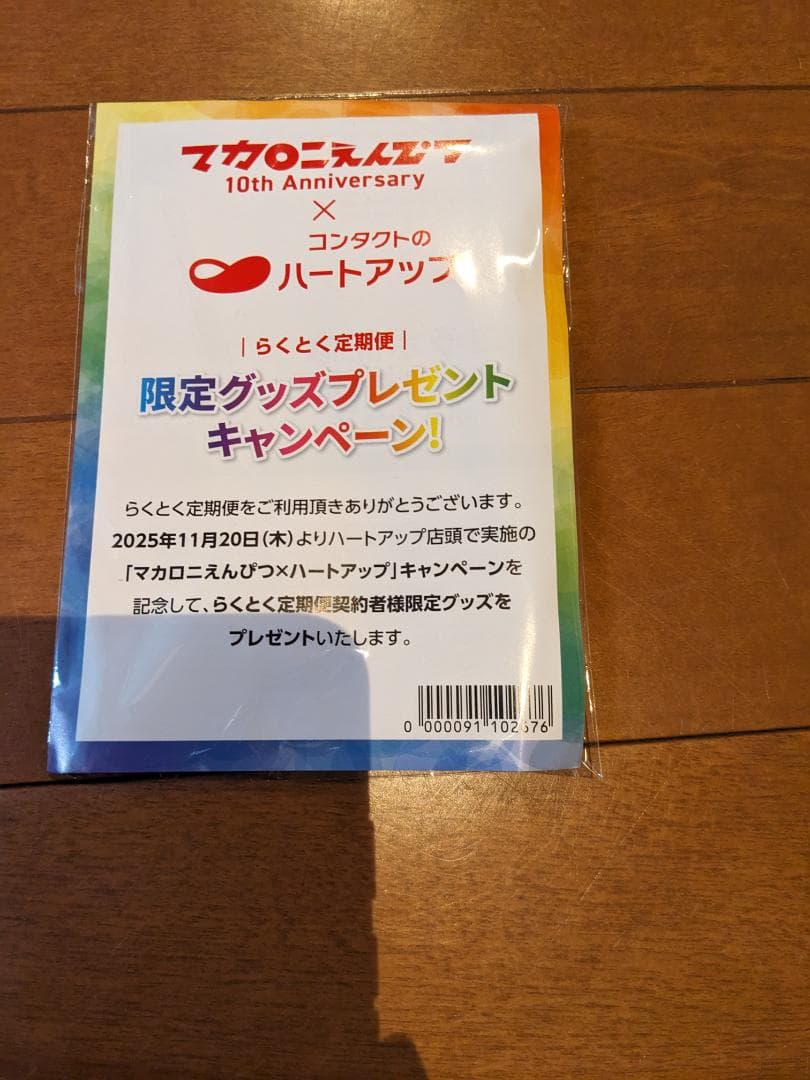 マカロニえんぴつ
10th Anniversary
×
コンタクトの
ハートアップ
|らくとく定期便|
限定グッズプレゼント
キャンペーン!
らくとく定期便をご利用頂きありがとうございます。
2025年11月20日(木)よりハートアップ店頭で実施の
「マカロニえんぴつ×ハートアップ」キャンペーンを
記念して、らくとく定期便契約者様限定グッズを
プレゼントいたします。
0 000091 102676